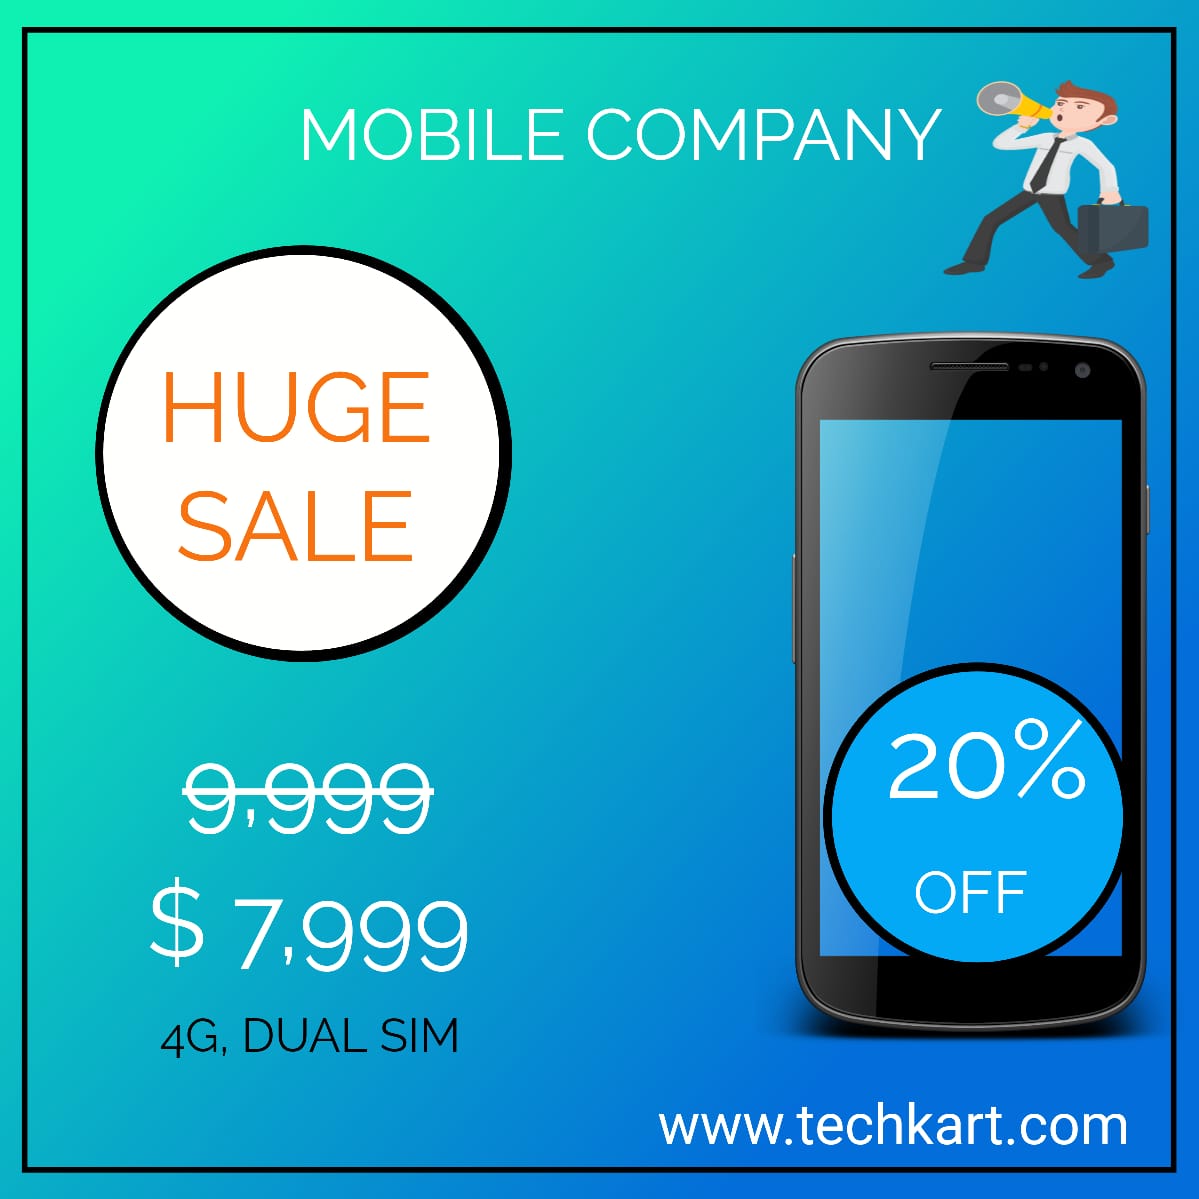 MOBILE COMPANY
HUGE
SALE
9,999
$ 7,999
4G, DUAL SIM
20%
OFF
www.techkart.com